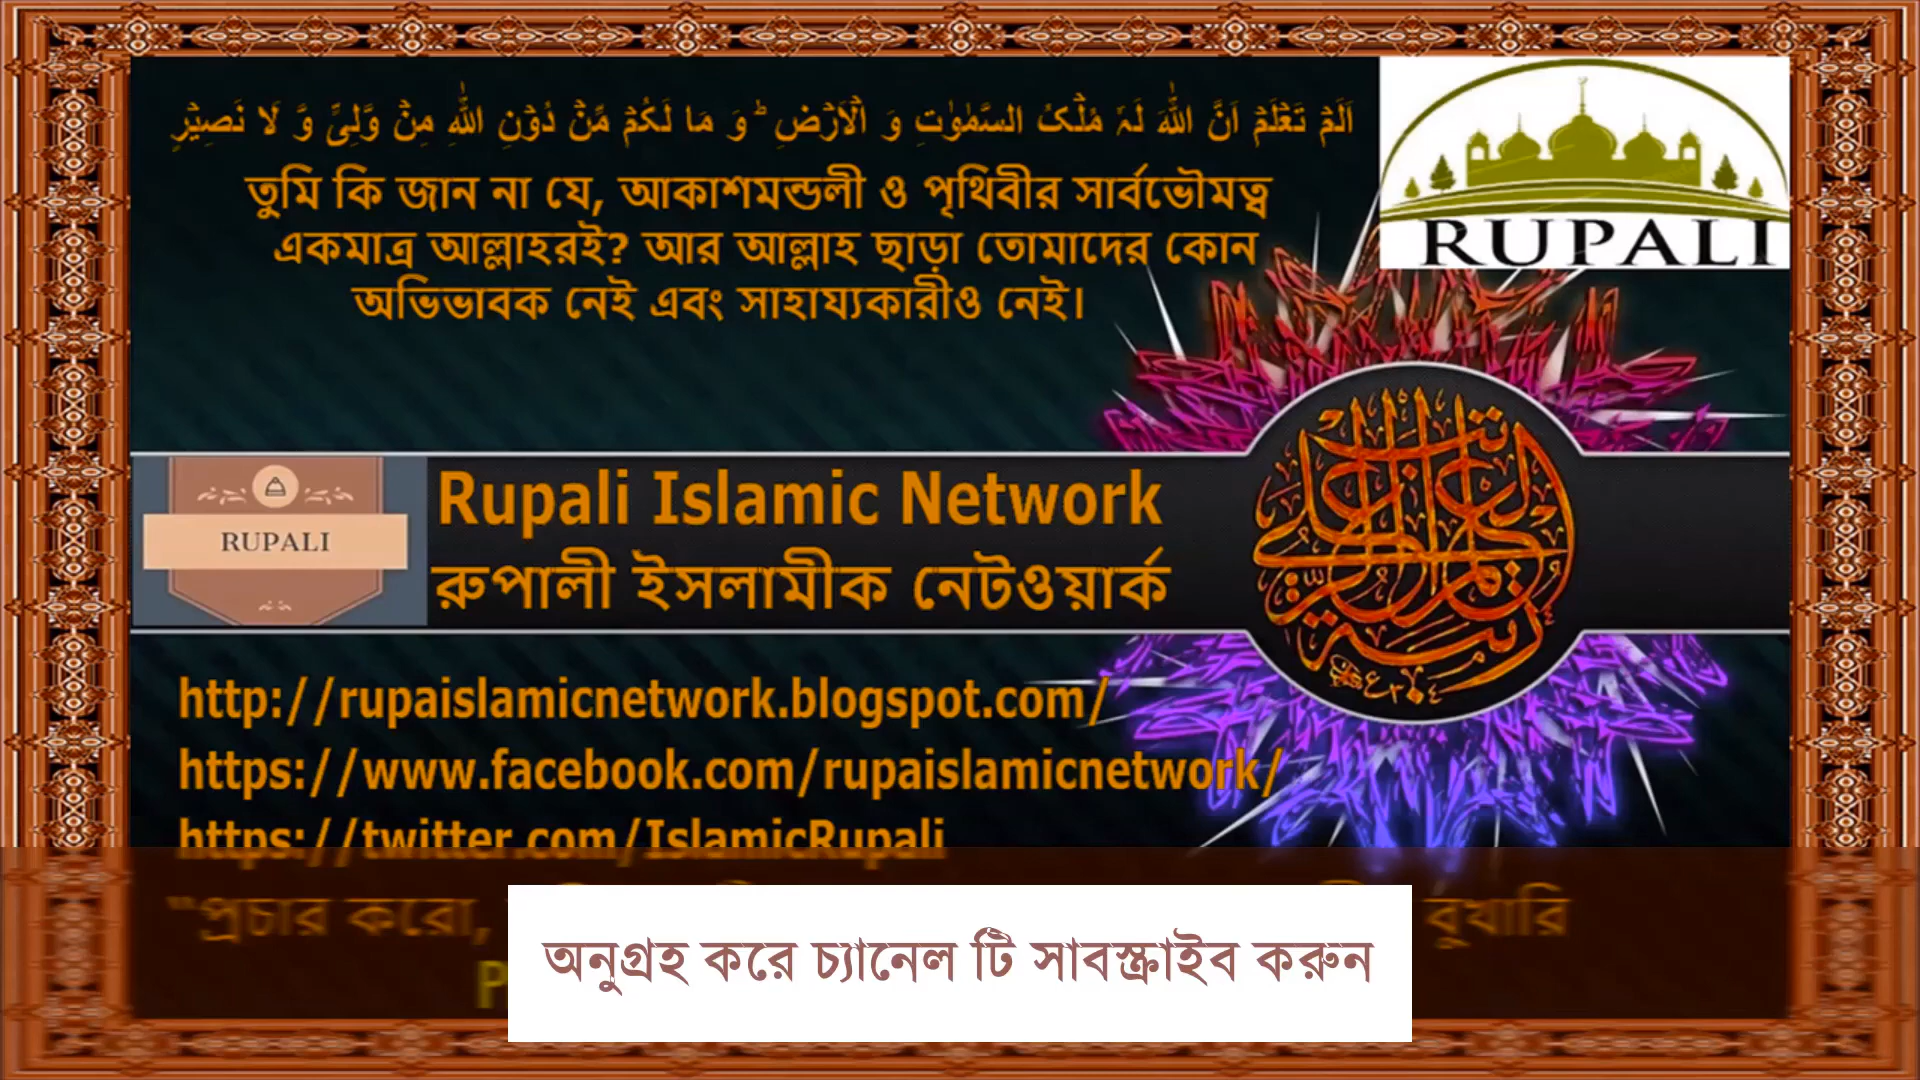 اَلَمْ تَعْلَمْ اَنَّ اللّٰهَ لَهٗ مُلْكُ السَّمٰوٰتِ وَ الْاَرْضِ ؕ وَ مَا لَكُمْ مِّنْ دُوْنِ اللّٰهِ مِنْ وَّلِیٍّ وَّ لَا نَصِیْرٍ
RUPALI
তুমি কি জান না যে, আকাশমন্ডলী ও পৃথিবীর সার্বভৌমত্ব
একমাত্র আল্লাহরই? আর আল্লাহ ছাড়া তোমাদের কোন
অভিভাবক নেই এবং সাহায্যকারীও নেই।
RUPALI
Rupali Islamic Network
রুপালী ইসলামীক নেটওয়ার্ক
http://rupaislamicnetwork.blogspot.com/
https://www.facebook.com/rupaislamicnetwork/
https://twitter.com/IslamicRupali
“প্রচার করো, বুখারি
P
অনুগ্রহ করে চ্যানেল টি সাবস্ক্রাইব করুন